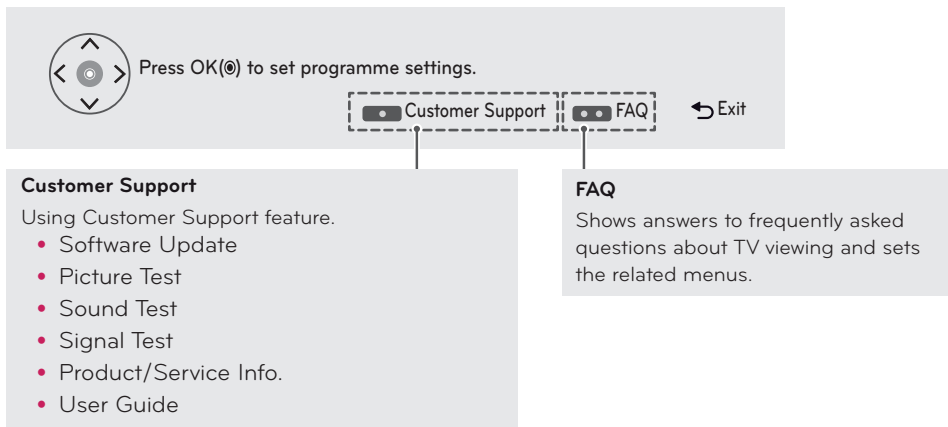 Press OK(◉) to set programme settings.
Customer Support FAQ Exit
Customer Support
Using Customer Support feature.
• Software Update
• Picture Test
• Sound Test
• Signal Test
• Product/Service Info.
• User Guide
FAQ
Shows answers to frequently asked
questions about TV viewing and sets
the related menus.